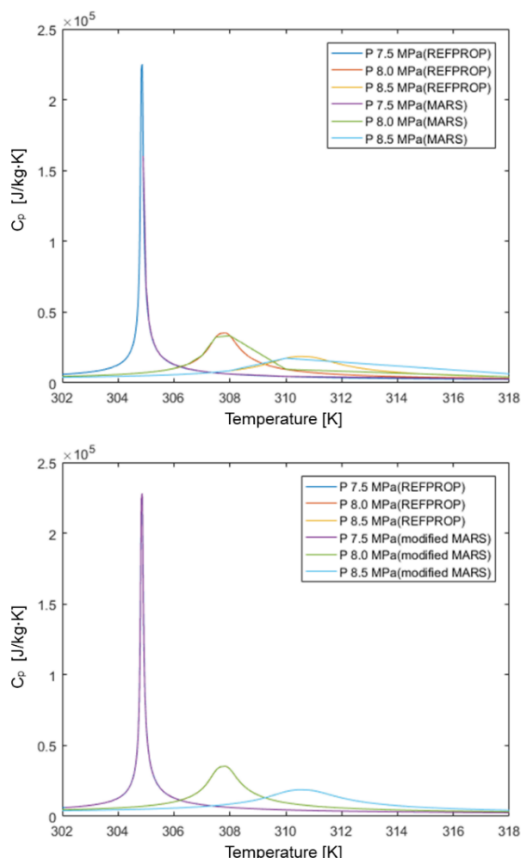 ×10⁵
2.5
2
1.5
1
0.5
0
Cₚ [J/kg·K]
P 7.5 MPa(REFPROP)
P 8.0 MPa(REFPROP)
P 8.5 MPa(REFPROP)
P 7.5 MPa(MARS)
P 8.0 MPa(MARS)
P 8.5 MPa(MARS)
302 304 306 308 310 312 314 316 318
Temperature [K]
×10⁵
2.5
2
1.5
1
0.5
0
Cₚ [J/kg·K]
P 7.5 MPa(REFPROP)
P 8.0 MPa(REFPROP)
P 8.5 MPa(REFPROP)
P 7.5 MPa(modified MARS)
P 8.0 MPa(modified MARS)
P 8.5 MPa(modified MARS)
302 304 306 308 310 312 314 316 318
Temperature [K]